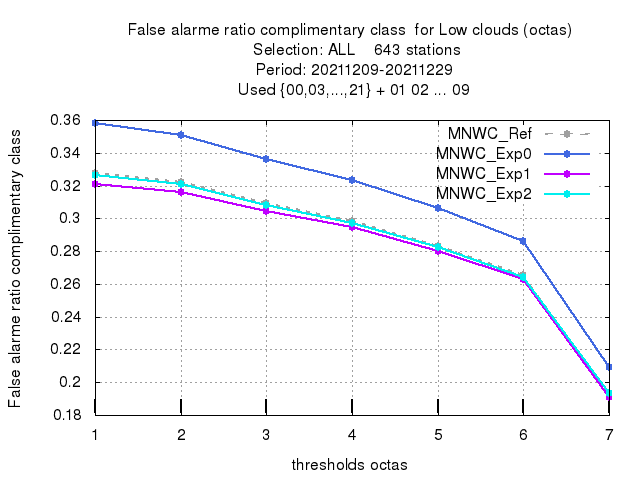 False alarme ratio complimentary class  for Low clouds (octas)
Selection: ALL    643 stations
Period: 20211209-20211229
Used {00,03,...,21} + 01 02 ... 09
False alarme ratio complimentary class
0.36
0.34
0.32
0.3
0.28
0.26
0.24
0.22
0.2
0.18
MNWC_Ref
MNWC_Exp0
MNWC_Exp1
MNWC_Exp2
1 2 3 4 5 6 7
thresholds octas